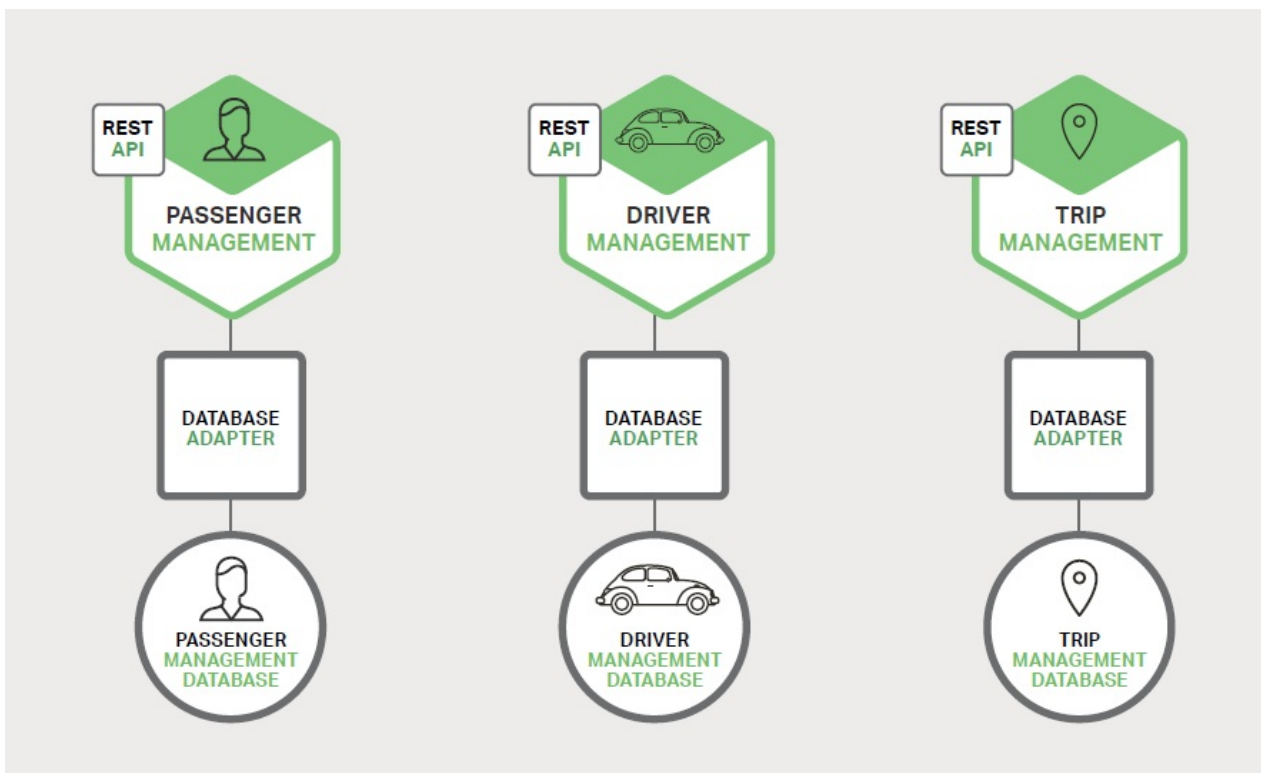 REST
API
PASSENGER
MANAGEMENT
DATABASE
ADAPTER
PASSENGER
MANAGEMENT
DATABASE
REST
API
DRIVER
MANAGEMENT
DATABASE
ADAPTER
DRIVER
MANAGEMENT
DATABASE
REST
API
TRIP
MANAGEMENT
DATABASE
ADAPTER
TRIP
MANAGEMENT
DATABASE